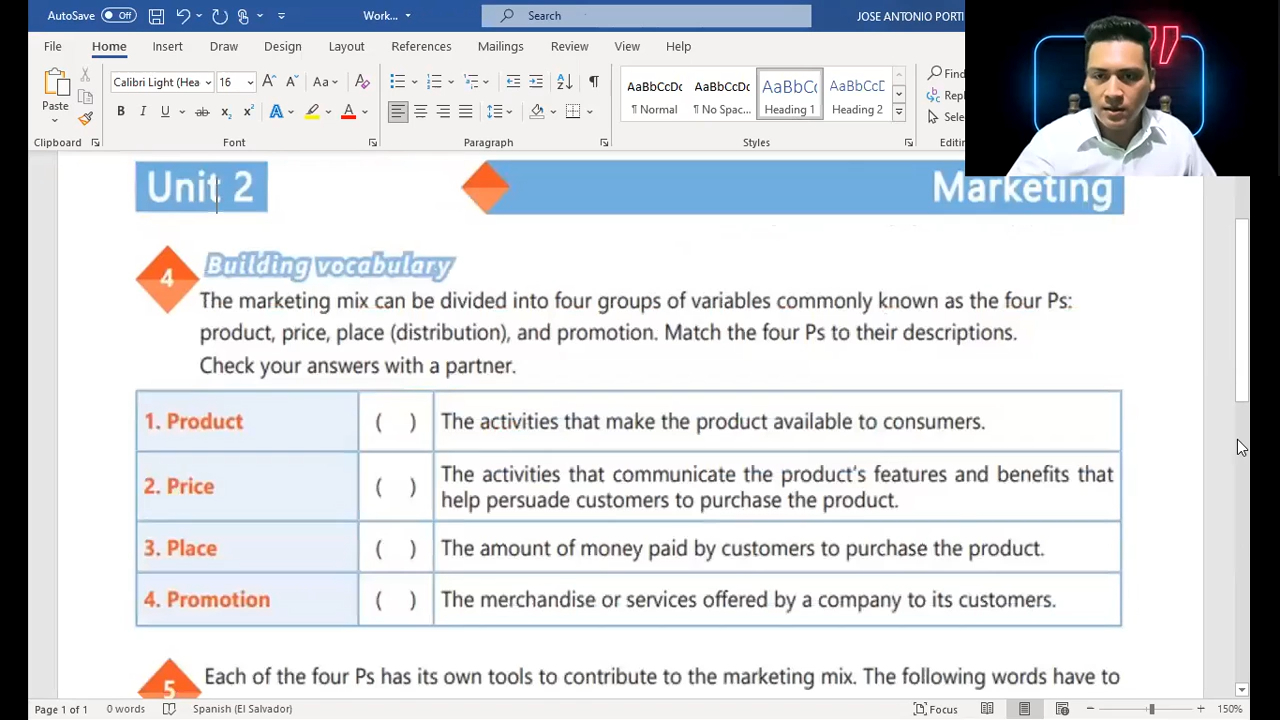 AutoSave Off Work... Search JOSE ANTONIO PORTI
File Home Insert Draw Design Layout References Mailings Review View Help
Paste Calibri Light (Hea 16 A A Aa A AaBbCcDc AaBbCcDc AaBbC AaBbCcD Find
B I U ab x₂ x² A A ¶ Normal ¶ No Spac... Heading 1 Heading 2 Repl
Sele
Clipboard Font Paragraph Styles
Unit 2 Marketing
4 Building vocabulary
The marketing mix can be divided into four groups of variables commonly known as the four Ps:
product, price, place (distribution), and promotion. Match the four Ps to their descriptions.
Check your answers with a partner.
1. Product ( ) The activities that make the product available to consumers.
2. Price ( ) The activities that communicate the product's features and benefits that
help persuade customers to purchase the product.
3. Place ( ) The amount of money paid by customers to purchase the product.
4. Promotion ( ) The merchandise or services offered by a company to its customers.
5 Each of the four Ps has its own tools to contribute to the marketing mix. The following words have to
Page 1 of 1 0 words Spanish (El Salvador) Focus 150%